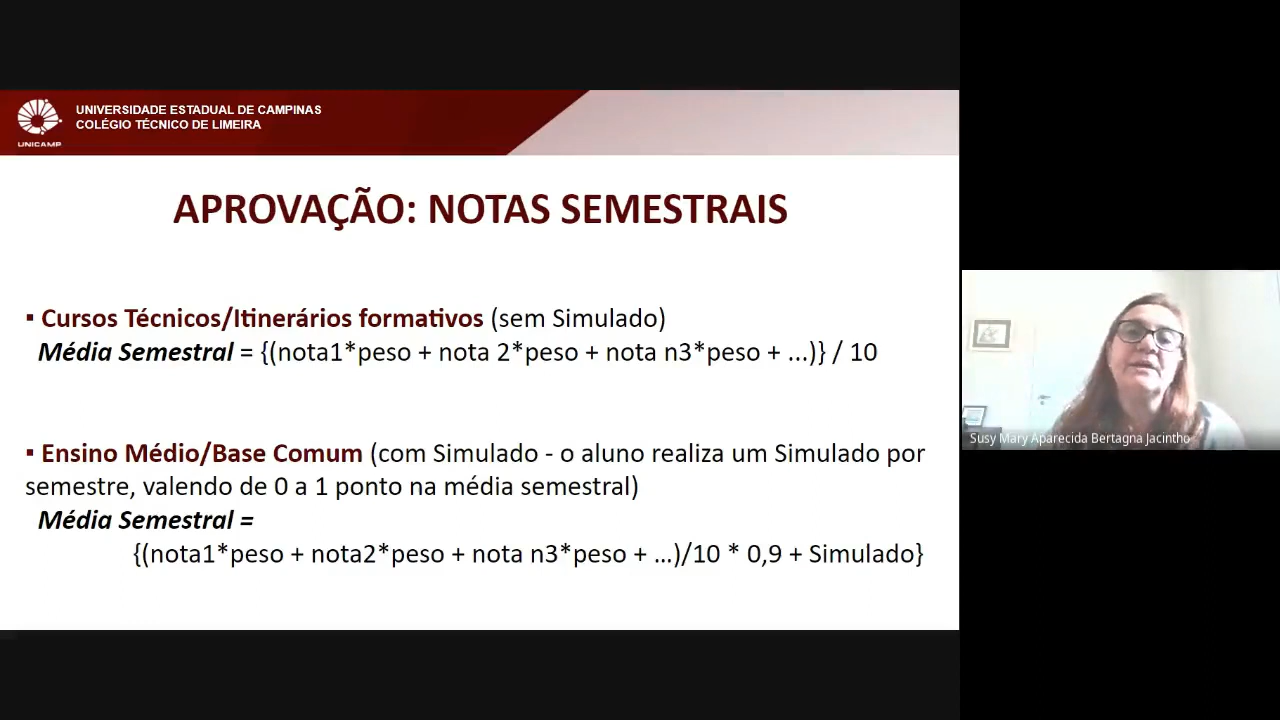 UNIVERSIDADE ESTADUAL DE CAMPINAS
COLÉGIO TÉCNICO DE LIMEIRA
UNICAMP
APROVAÇÃO: NOTAS SEMESTRAIS
▪ Cursos Técnicos/Itinerários formativos (sem Simulado)
Média Semestral = {(nota1*peso + nota 2*peso + nota n3*peso + ...)} / 10
▪ Ensino Médio/Base Comum (com Simulado - o aluno realiza um Simulado por
semestre, valendo de 0 a 1 ponto na média semestral)
Média Semestral =
{(nota1*peso + nota2*peso + nota n3*peso + ...)/10 * 0,9 + Simulado}
Susy Mary Aparecida Bertagna Jacintho